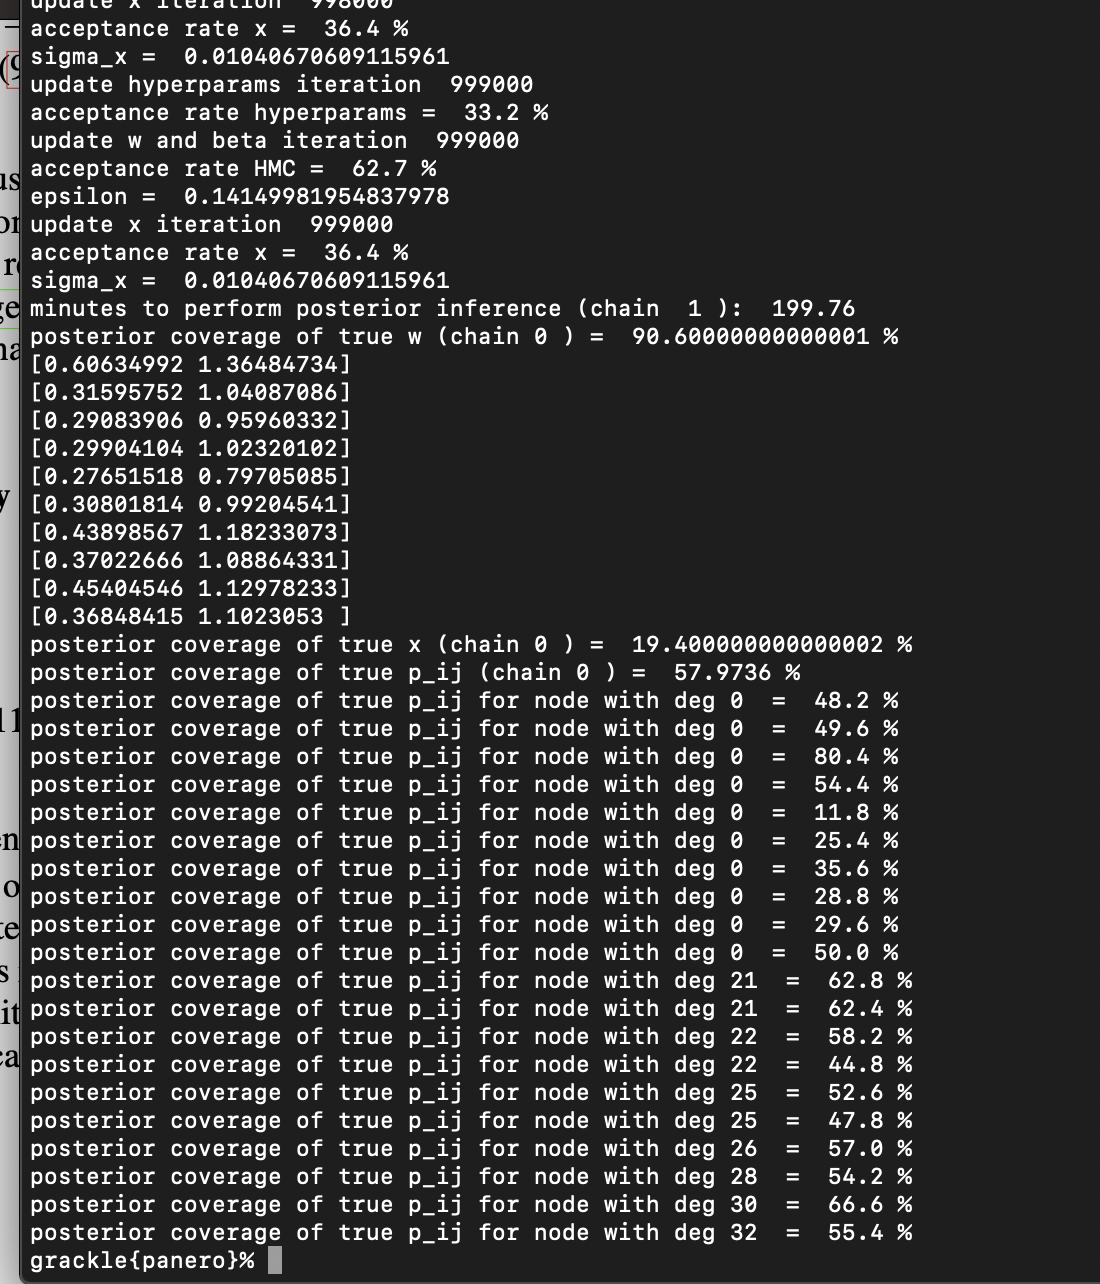 update x iteration  998000
acceptance rate x =  36.4 %
sigma_x =  0.01040670609115961
update hyperparams iteration  999000
acceptance rate hyperparams =  33.2 %
update w and beta iteration  999000
acceptance rate HMC =  62.7 %
epsilon =  0.14149981954837978
update x iteration  999000
acceptance rate x =  36.4 %
sigma_x =  0.01040670609115961
minutes to perform posterior inference (chain  1 ):  199.76
posterior coverage of true w (chain 0 ) =  90.60000000000001 %
[0.60634992 1.36484734]
[0.31595752 1.04087086]
[0.29083906 0.95960332]
[0.29904104 1.02320102]
[0.27651518 0.79705085]
[0.30801814 0.99204541]
[0.43898567 1.18233073]
[0.37022666 1.08864331]
[0.45404546 1.12978233]
[0.36848415 1.1023053 ]
posterior coverage of true x (chain 0 ) =  19.400000000000002 %
posterior coverage of true p_ij (chain 0 ) =  57.9736 %
posterior coverage of true p_ij for node with deg 0  =  48.2 %
posterior coverage of true p_ij for node with deg 0  =  49.6 %
posterior coverage of true p_ij for node with deg 0  =  80.4 %
posterior coverage of true p_ij for node with deg 0  =  54.4 %
posterior coverage of true p_ij for node with deg 0  =  11.8 %
posterior coverage of true p_ij for node with deg 0  =  25.4 %
posterior coverage of true p_ij for node with deg 0  =  35.6 %
posterior coverage of true p_ij for node with deg 0  =  28.8 %
posterior coverage of true p_ij for node with deg 0  =  29.6 %
posterior coverage of true p_ij for node with deg 0  =  50.0 %
posterior coverage of true p_ij for node with deg 21  =  62.8 %
posterior coverage of true p_ij for node with deg 21  =  62.4 %
posterior coverage of true p_ij for node with deg 22  =  58.2 %
posterior coverage of true p_ij for node with deg 22  =  44.8 %
posterior coverage of true p_ij for node with deg 25  =  52.6 %
posterior coverage of true p_ij for node with deg 25  =  47.8 %
posterior coverage of true p_ij for node with deg 26  =  57.0 %
posterior coverage of true p_ij for node with deg 28  =  54.2 %
posterior coverage of true p_ij for node with deg 30  =  66.6 %
posterior coverage of true p_ij for node with deg 32  =  55.4 %
grackle{panero}%